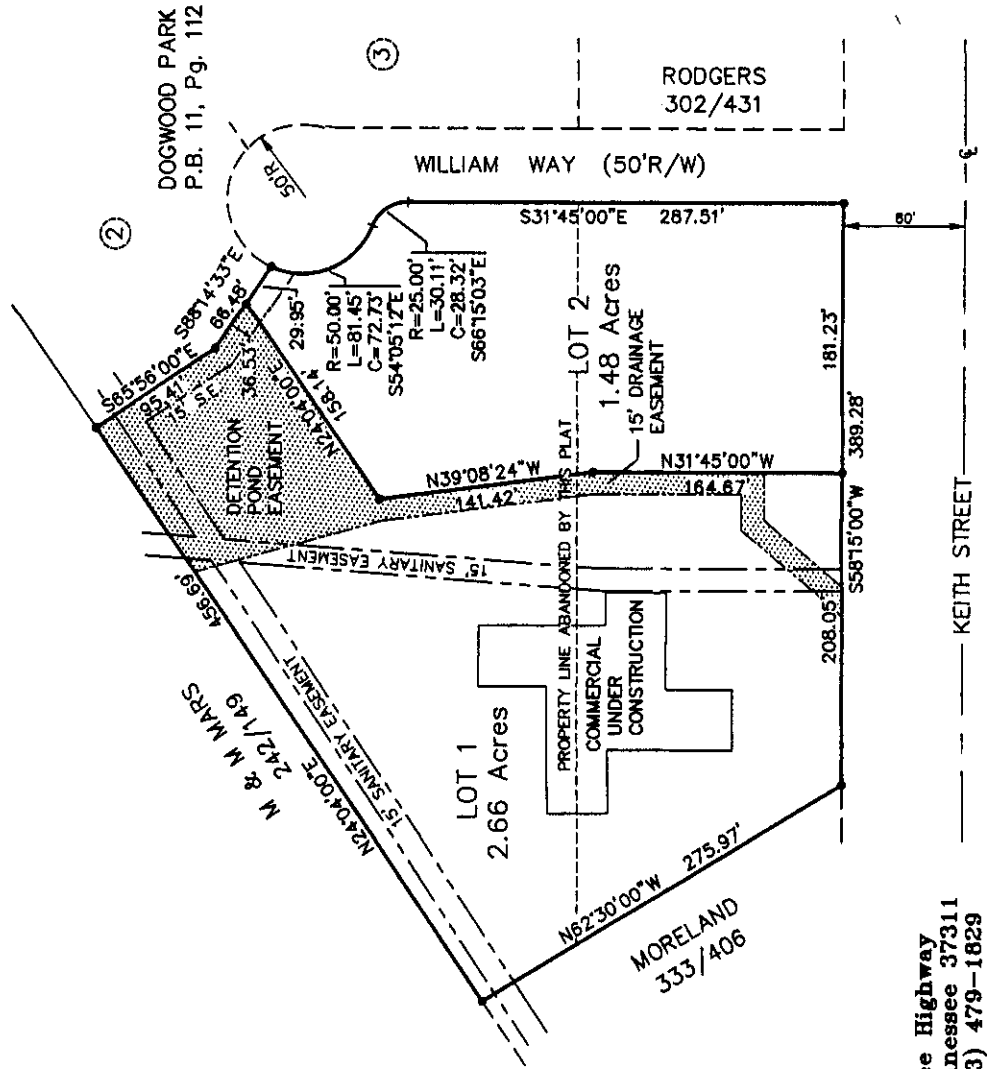 DOGWOOD PARK
P.B. 11, Pg. 112
2
3
50'R
RODGERS
302/431
WILLIAM WAY (50'R/W)
S31°45'00"E 287.51'
60'
℄
S88°14'33"E
66.48'
29.95'
36.53'
R=50.00'
L=81.45'
C=72.73'
S54°05'12"E
R=25.00'
L=30.11'
C=28.32'
S66°15'03"E
S65°56'00"E
95.41'
15' S.E.
DETENTION
POND
EASEMENT
N24°04'00"E
158.14'
LOT 2
1.48 Acres
15' DRAINAGE
EASEMENT
181.23'
389.28'
N39°08'24"W
141.42'
N31°45'00"W
164.67'
S58°15'00"W
208.05'
KEITH STREET
15' SANITARY EASEMENT
PROPERTY LINE ABANDONED BY THIS PLAT
COMMERCIAL
UNDER
CONSTRUCTION
456.69'
M & M MARS
242/149
N24°04'00"E
15' SANITARY EASEMENT
LOT 1
2.66 Acres
N62°30'00"W 275.97'
MORELAND
333/406
ee Highway
nessee 37311
3) 479-1829